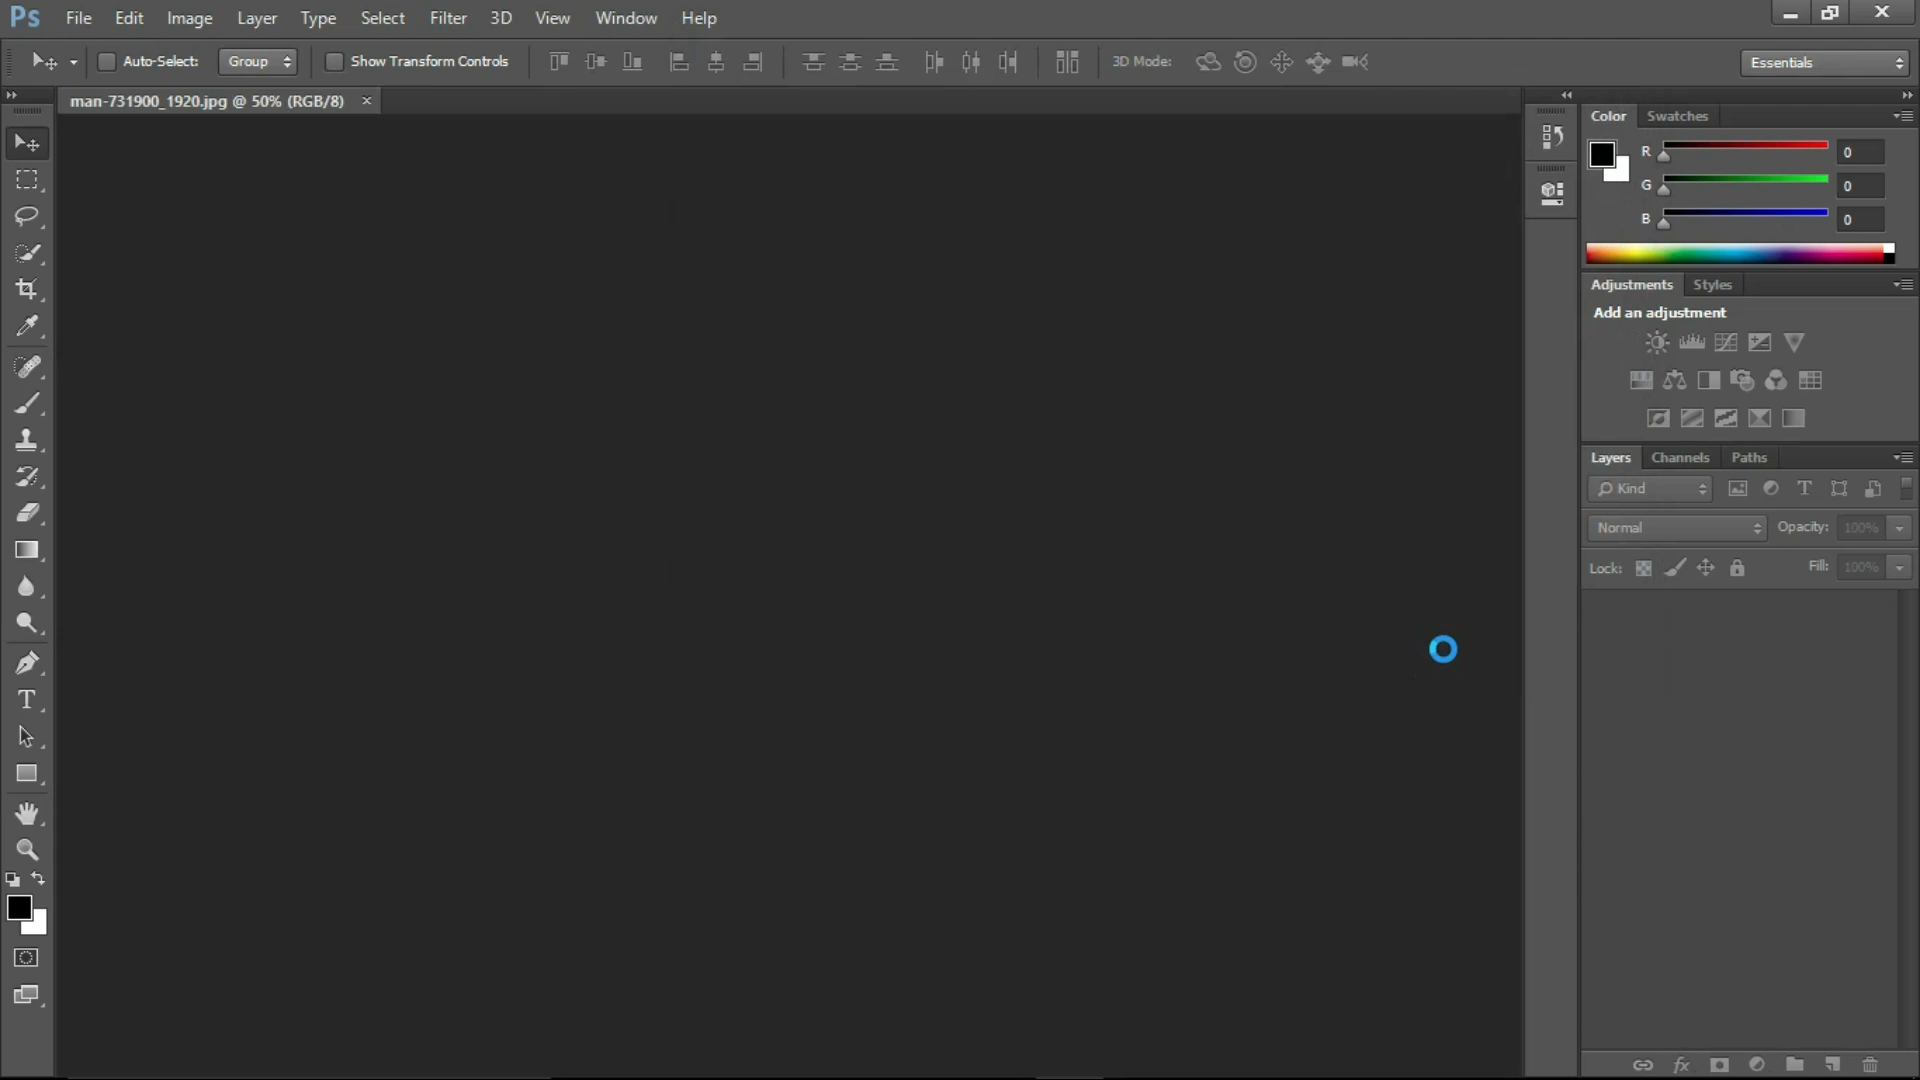 Ps File Edit Image Layer Type Select Filter 3D View Window Help
Auto-Select: Group Show Transform Controls 3D Mode: Essentials
man-731900_1920.jpg @ 50% (RGB/8) ×
Color Swatches
R 0
G 0
B 0
Adjustments Styles
Add an adjustment
Layers Channels Paths
Kind T
Normal Opacity: 100%
Lock: Fill: 100%
T
fx